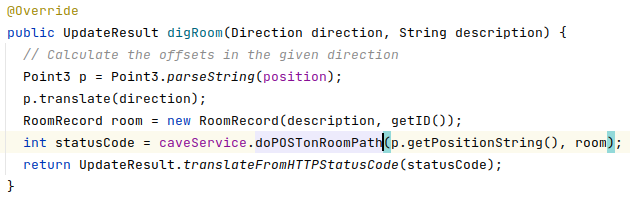 @Override
public UpdateResult digRoom(Direction direction, String description) {
// Calculate the offsets in the given direction
Point3 p = Point3.parseString(position);
p.translate(direction);
RoomRecord room = new RoomRecord(description, getID());
int statusCode = caveService.doPOSTonRoomPath(p.getPositionString(), room);
return UpdateResult.translateFromHTTPStatusCode(statusCode);
}